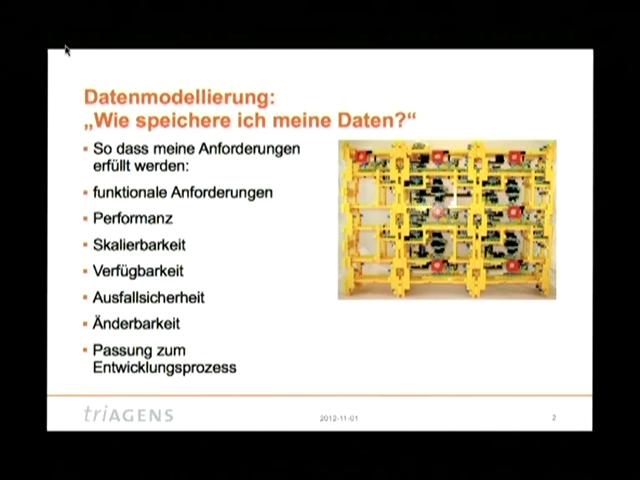 Datenmodellierung:
„Wie speichere ich meine Daten?“
So dass meine Anforderungen
erfüllt werden:
funktionale Anforderungen
Performanz
Skalierbarkeit
Verfügbarkeit
Ausfallsicherheit
Änderbarkeit
Passung zum
Entwicklungsprozess
triAGENS
2012-11-01
2